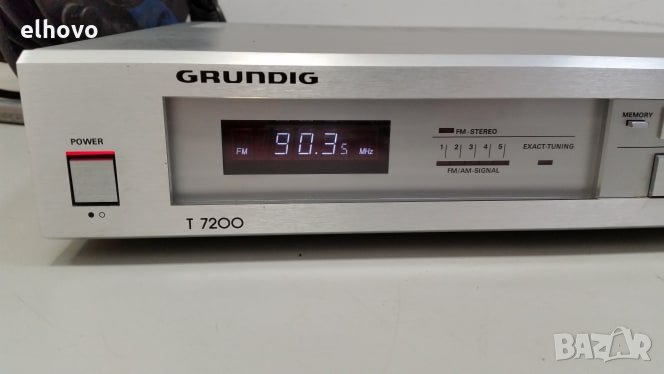 elhovo
GRUNDIG
POWER
FM 90.35 MHz
FM-STEREO
1 2 3 4 5
FM/AM-SIGNAL
EXACT-TUNING
MEMORY
T 7200
BAZAR